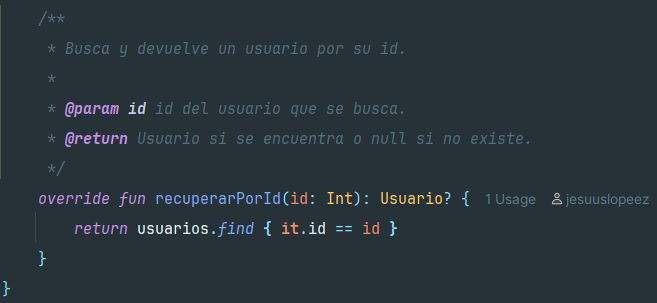 /**
* Busca y devuelve un usuario por su id.
*
* @param id id del usuario que se busca.
* @return Usuario si se encuentra o null si no existe.
*/
override fun recuperarPorId(id: Int): Usuario? { 1 Usage jesuuslopeez
return usuarios.find { it.id == id }
}
}